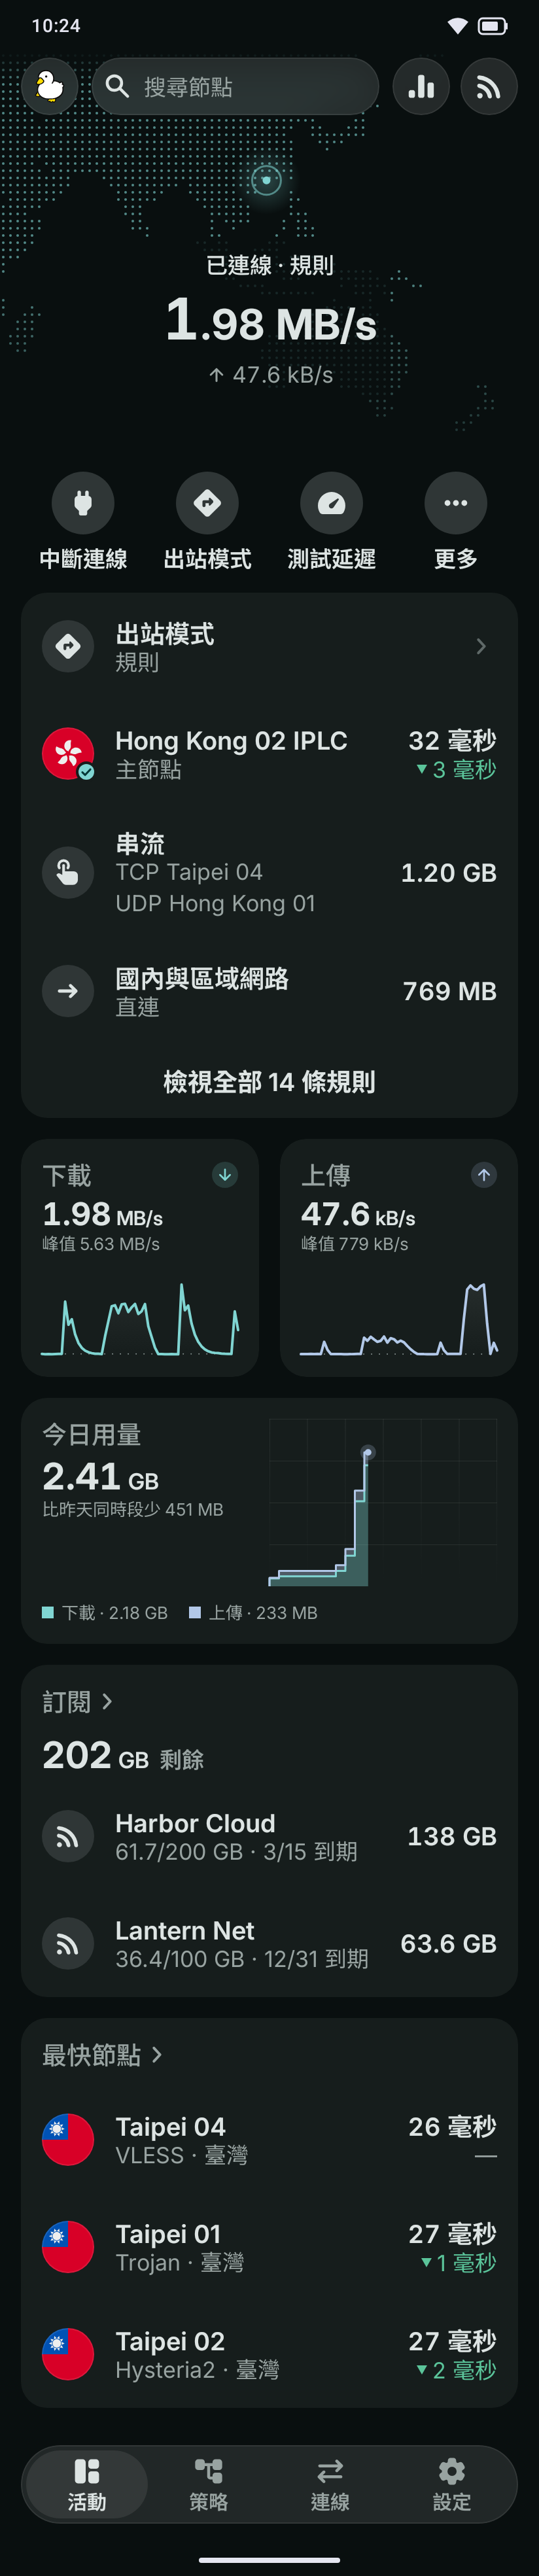 10:24
搜尋節點
已連線 · 規則
1.98 MB/s
↑ 47.6 kB/s
中斷連線
出站模式
測試延遲
更多
出站模式
規則
Hong Kong 02 IPLC
32 毫秒
主節點
▼3 毫秒
串流
TCP Taipei 04
1.20 GB
UDP Hong Kong 01
國內與區域網路
769 MB
直連
檢視全部 14 條規則
下載
1.98 MB/s
峰值 5.63 MB/s
上傳
47.6 kB/s
峰值 779 kB/s
今日用量
2.41 GB
比昨天同時段少 451 MB
下載 · 2.18 GB
上傳 · 233 MB
訂閱
202 GB 剩餘
Harbor Cloud
138 GB
61.7/200 GB · 3/15 到期
Lantern Net
63.6 GB
36.4/100 GB · 12/31 到期
最快節點
Taipei 04
26 毫秒
VLESS · 臺灣
—
Taipei 01
27 毫秒
Trojan · 臺灣
▼1 毫秒
Taipei 02
27 毫秒
Hysteria2 · 臺灣
▼2 毫秒
活動
策略
連線
設定